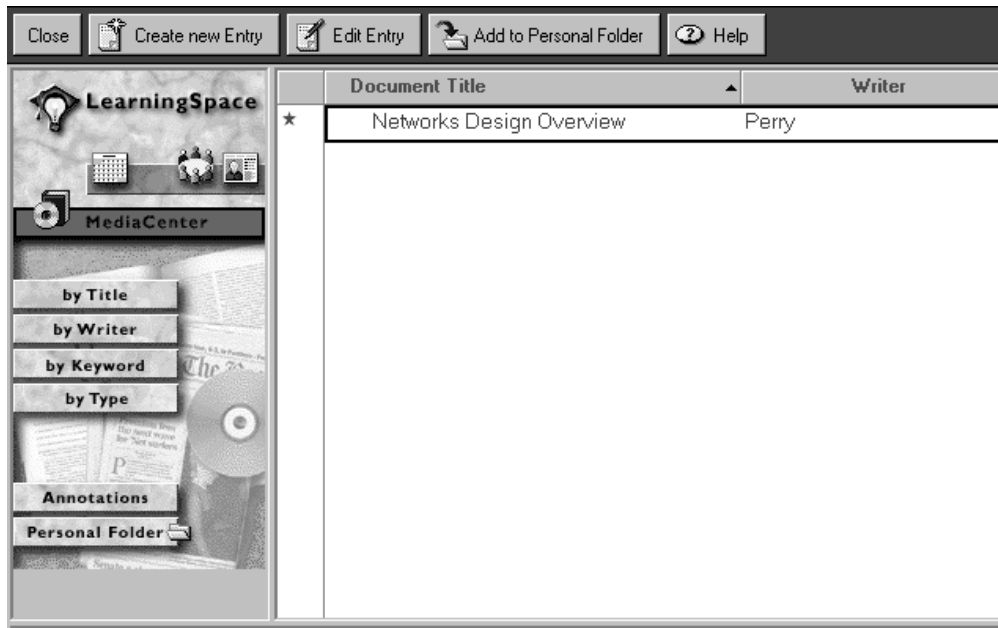 Close Create new Entry Edit Entry Add to Personal Folder Help
LearningSpace
MediaCenter
by Title
by Writer
by Keyword
by Type
The
P
Annotations
Personal Folder
Document Title Writer
★ Networks Design Overview Perry